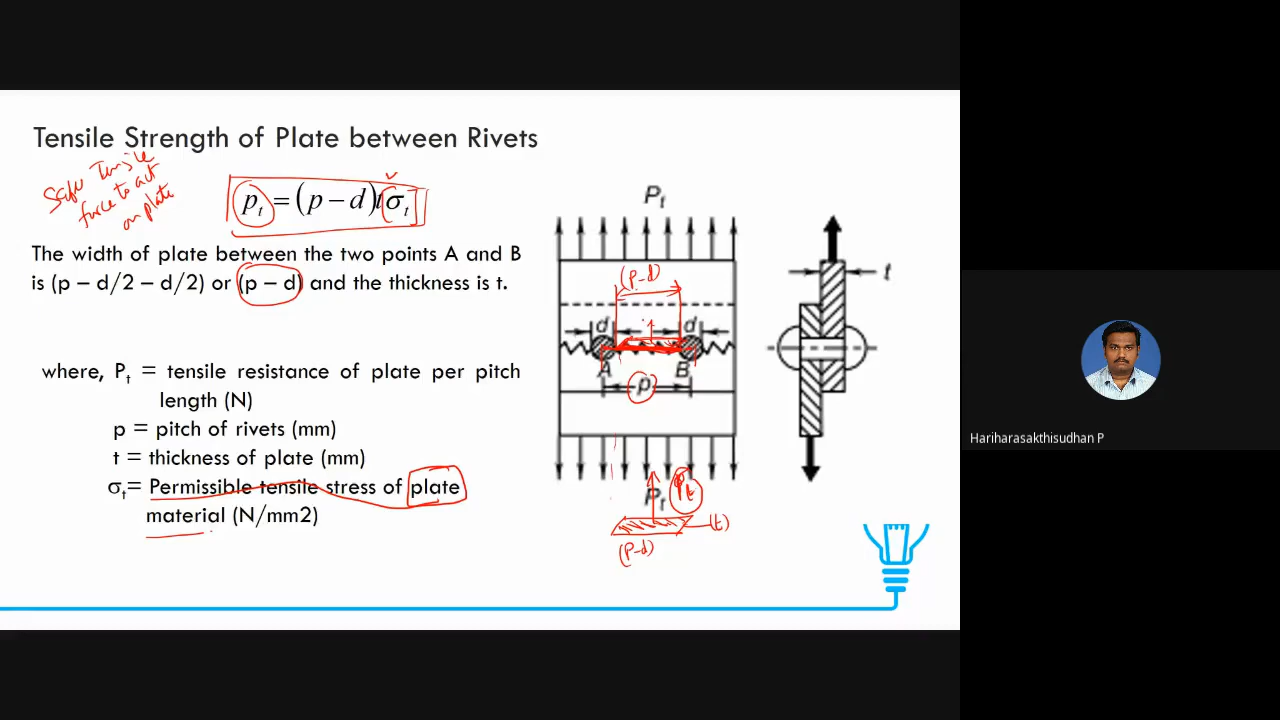 Tensile Strength of Plate between Rivets
Safe Tensile
force to act
on plate
pt = (p − d)tσt
The width of plate between the two points A and B
is (p – d/2 – d/2) or (p – d) and the thickness is t.
where, Pt = tensile resistance of plate per pitch
length (N)
p = pitch of rivets (mm)
t = thickness of plate (mm)
σt= Permissible tensile stress of plate
material (N/mm2)
Pt
(p-d)
d
d
A
B
p
Pt
Pt
(t)
(p-d)
t
Hariharasakthisudhan P